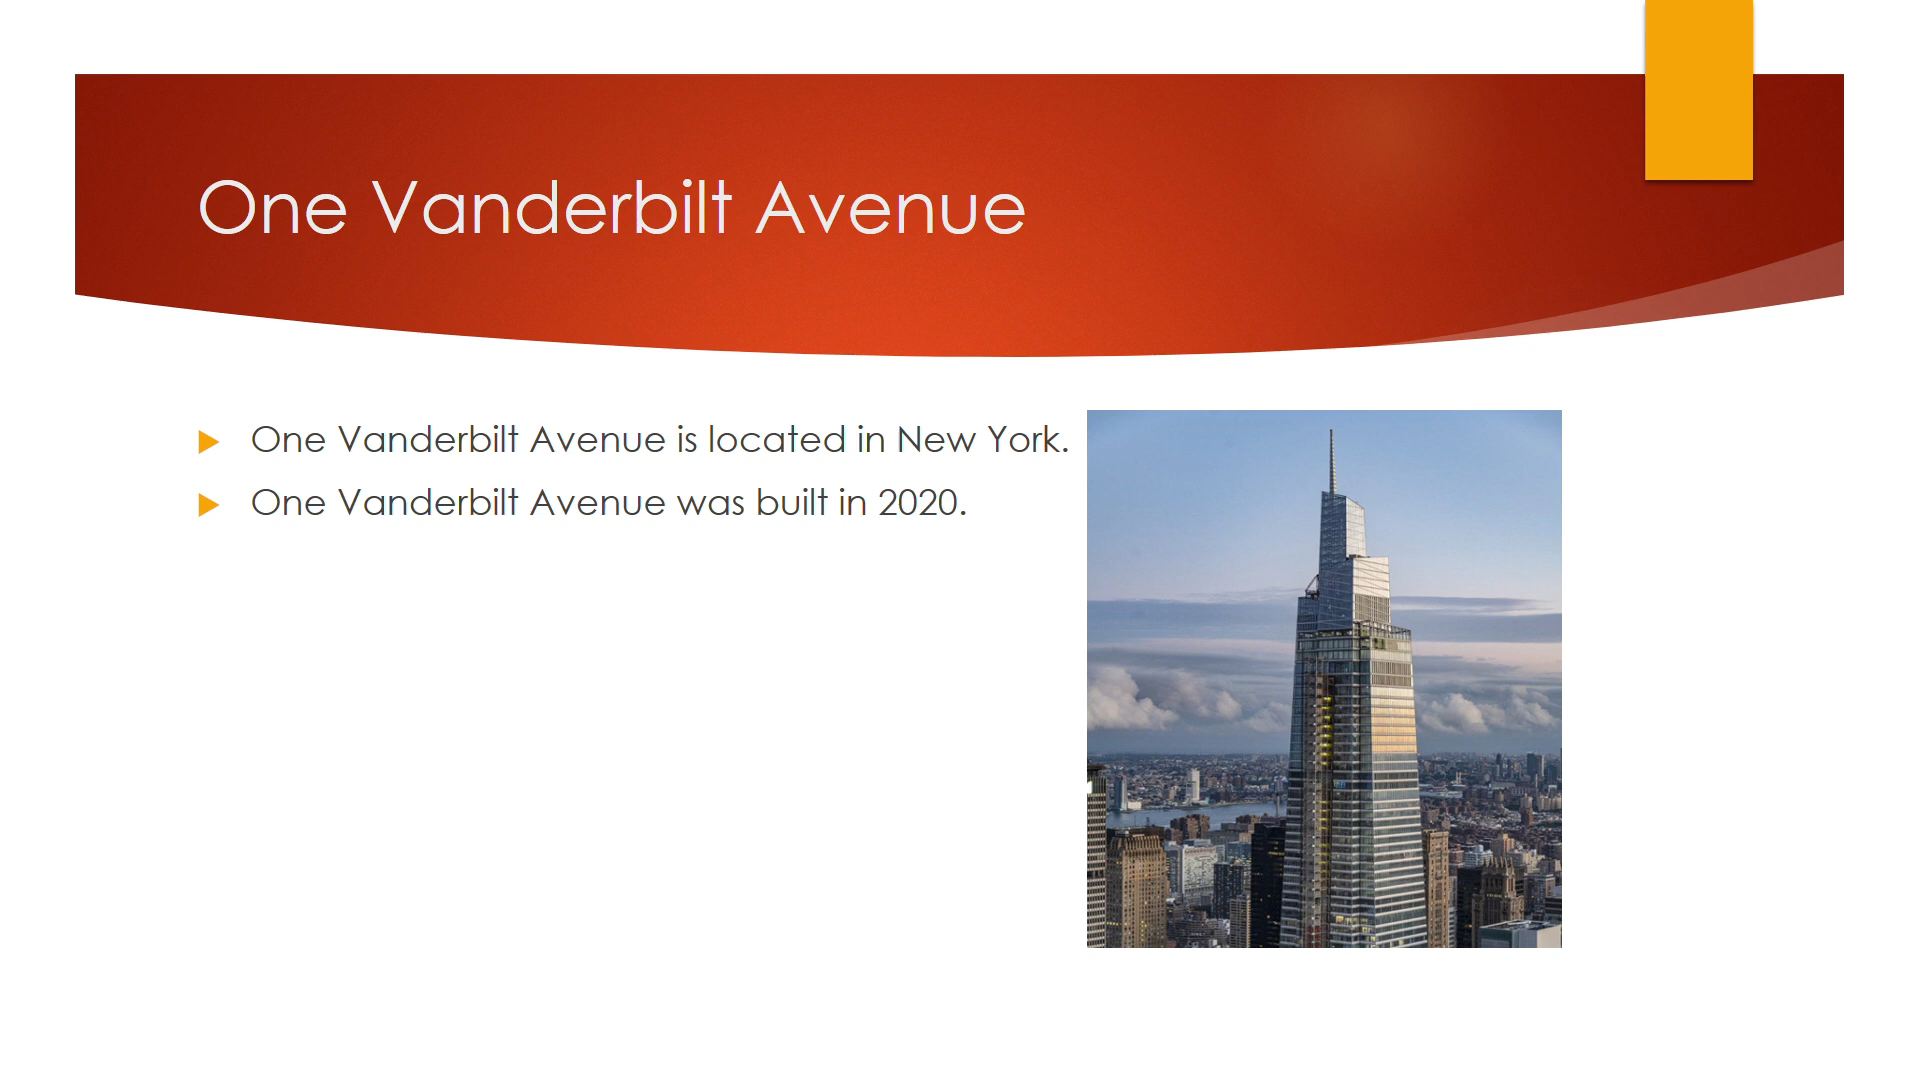 One Vanderbilt Avenue
One Vanderbilt Avenue is located in New York.
One Vanderbilt Avenue was built in 2020.